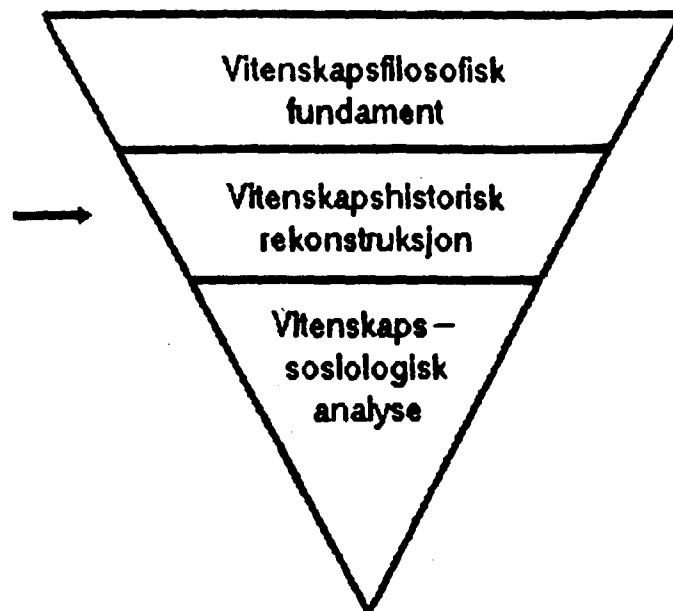 Vitenskapsfilosofisk
fundament
Vitenskapshistorisk
rekonstruksjon
Vitenskaps –
sosiologisk
analyse